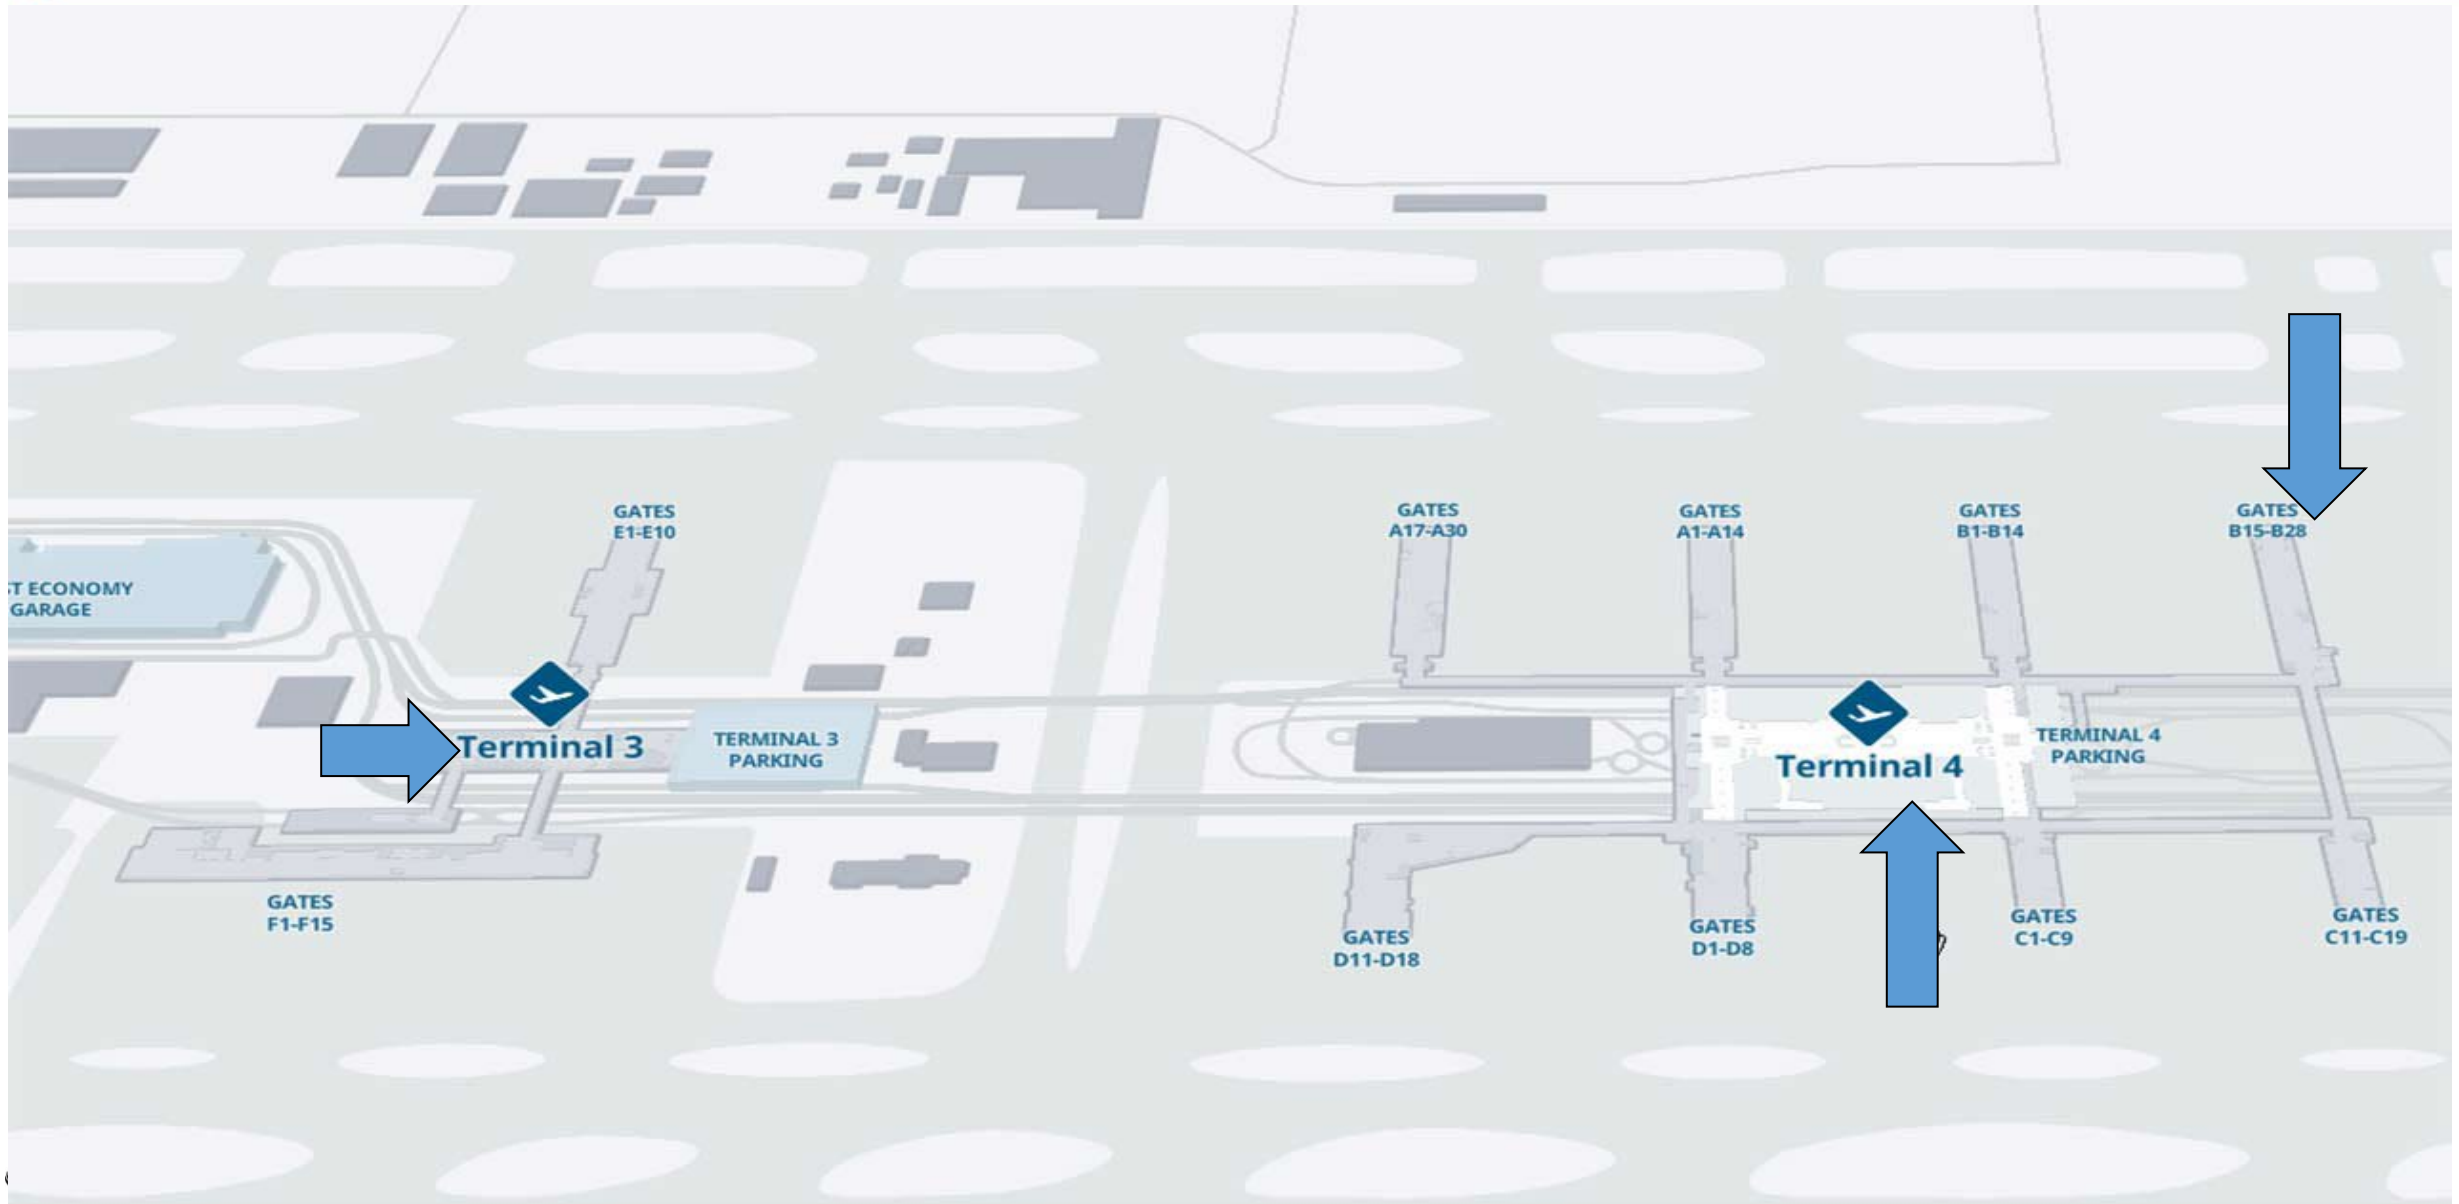 GATES
E1-E10
GATES
A17-A30
GATES
A1-A14
GATES
B1-B14
GATES
B15-B28
ST ECONOMY
GARAGE
Terminal 3
TERMINAL 3
PARKING
Terminal 4
TERMINAL 4
PARKING
GATES
F1-F15
GATES
D11-D18
GATES
D1-D8
GATES
C1-C9
GATES
C11-C19